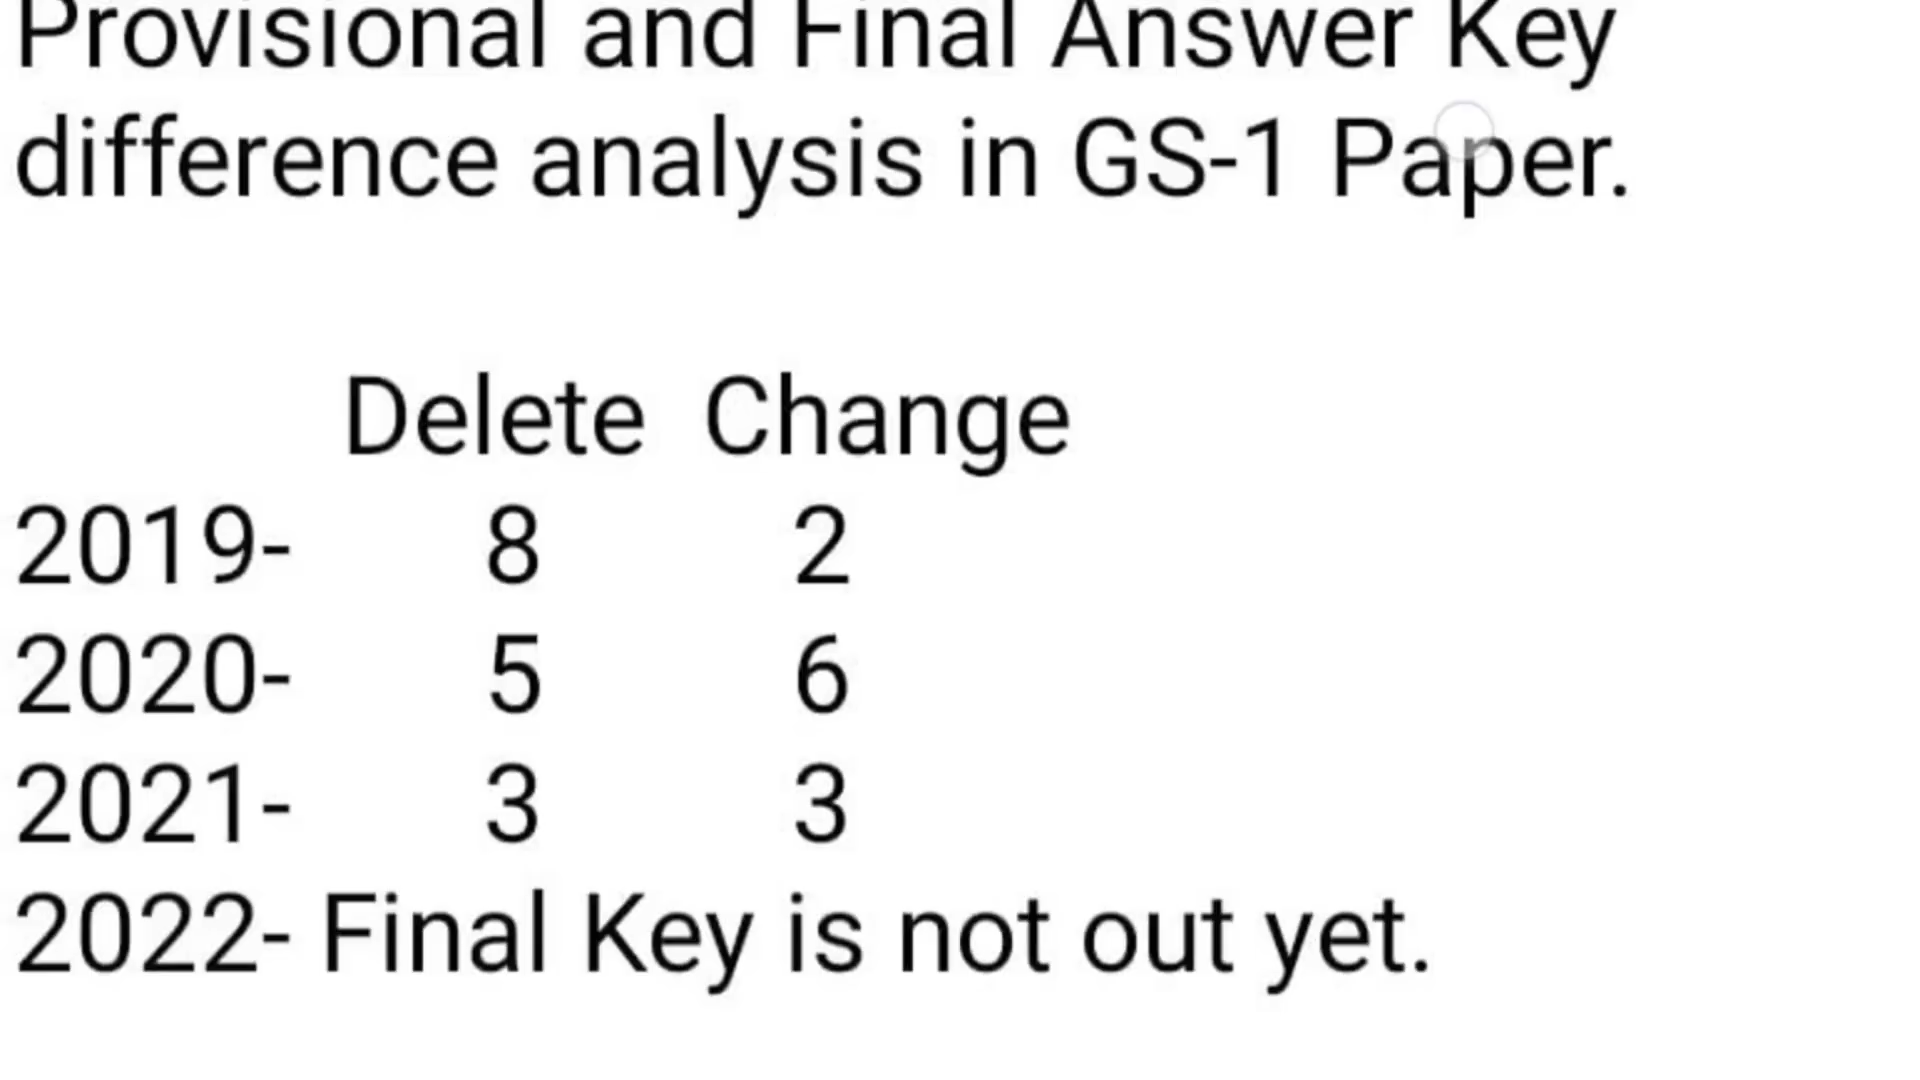 Provisional and Final Answer Key
difference analysis in GS-1 Paper.
Delete Change
2019- 8 2
2020- 5 6
2021- 3 3
2022- Final Key is not out yet.